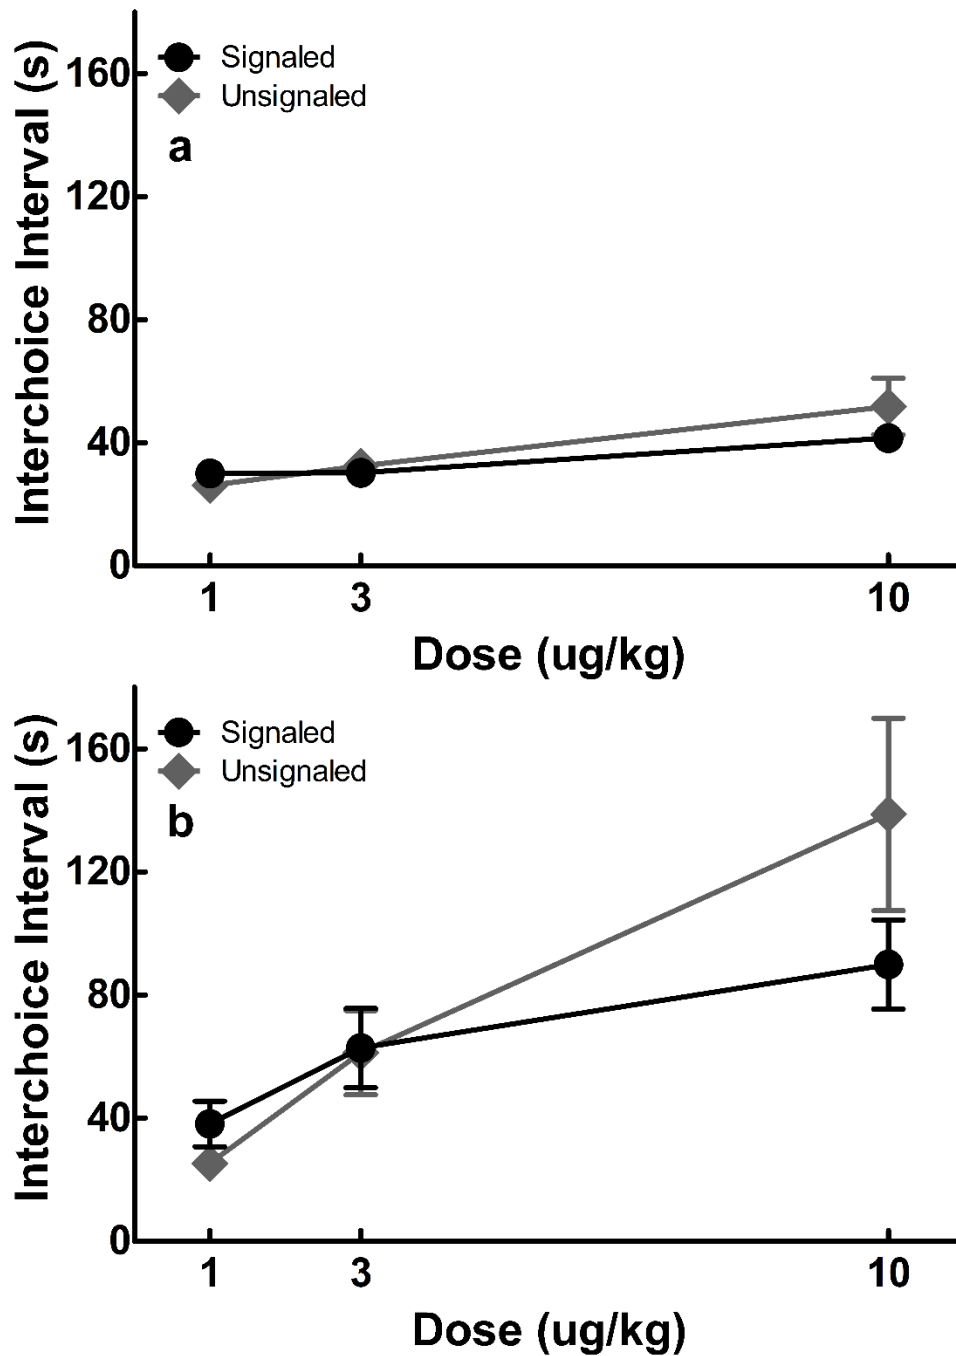 Interchoice Interval (s)
160
120
80
40
0
Signaled
Unsignaled
a
1 3 10
Dose (ug/kg)
Interchoice Interval (s)
160
120
80
40
0
Signaled
Unsignaled
b
1 3 10
Dose (ug/kg)